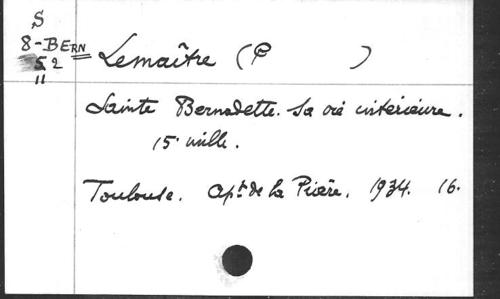 S
8-BERN
52
11
Lemaître (P )
Sainte Bernadette. Sa vie intérieure.
15e mille.
Toulouse. Apt. de la Prière. 1934. 16.